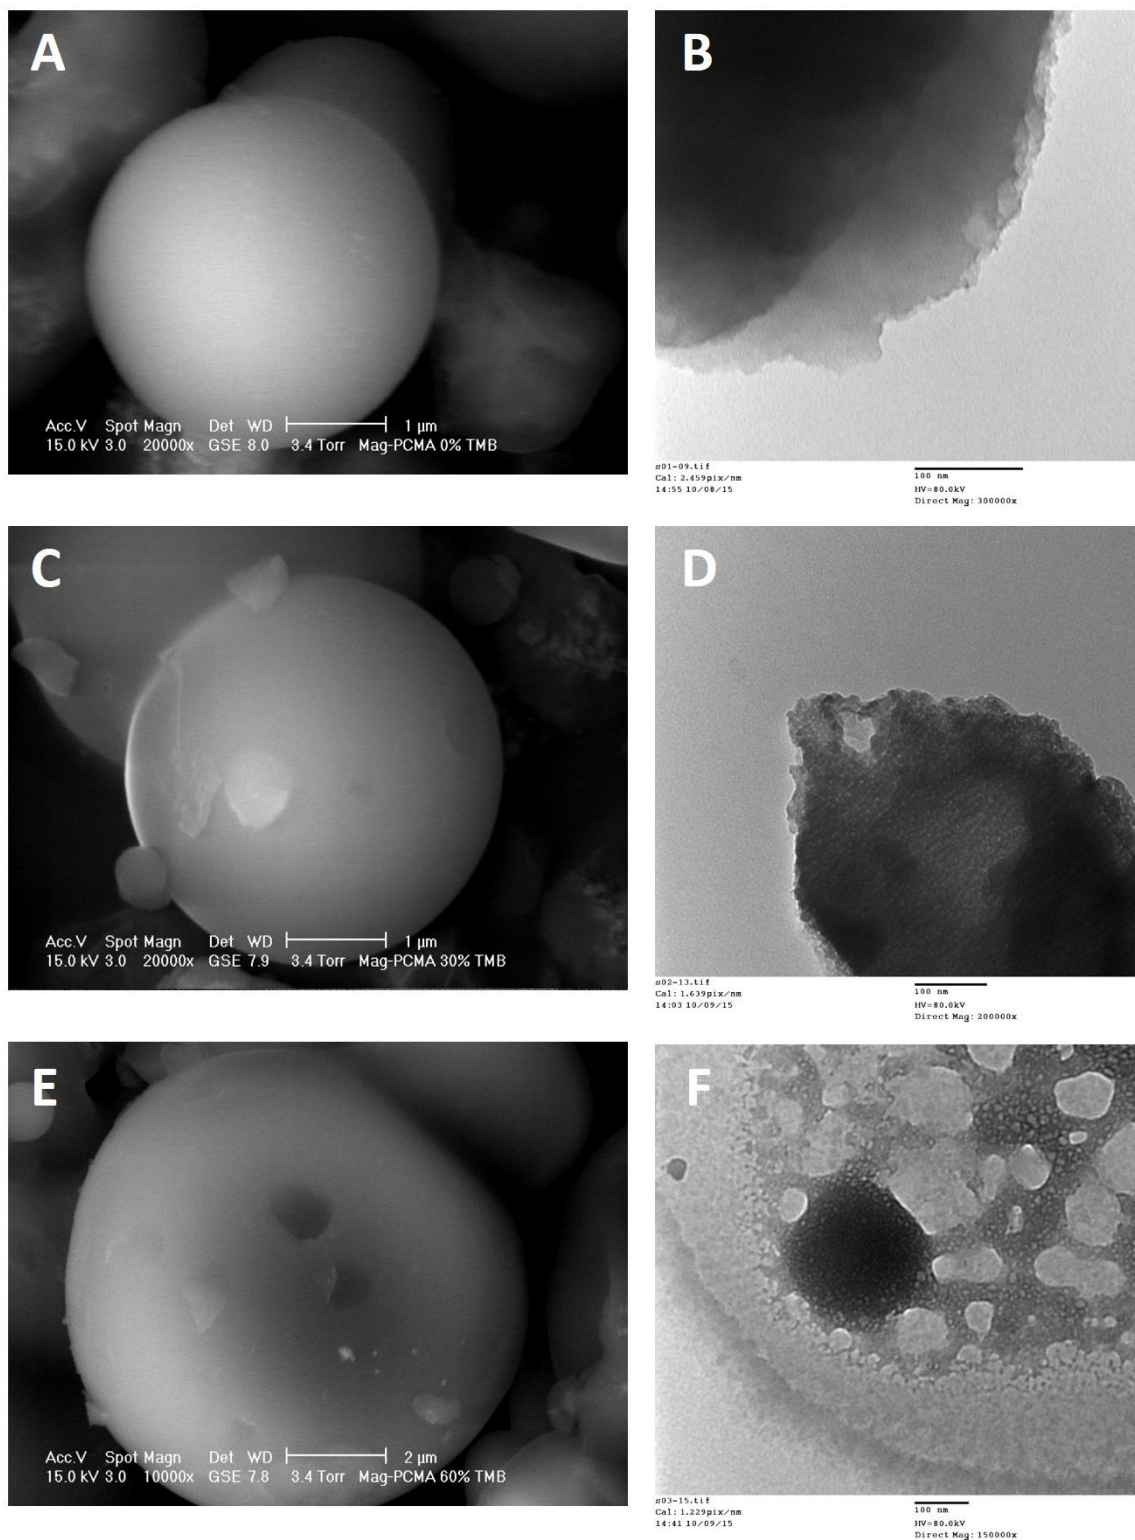 A
Acc.V Spot Magn Det WD 1 µm
15.0 kV 3.0 20000x GSE 8.0 3.4 Torr Mag-PCMA 0% TMB
B
s01-09.tif
Cal: 2.459pix/nm
14:55 10/08/15
100 nm
HV=80.0kV
Direct Mag: 300000x
C
Acc.V Spot Magn Det WD 1 µm
15.0 kV 3.0 20000x GSE 7.9 3.4 Torr Mag-PCMA 30% TMB
D
s02-13.tif
Cal: 1.639pix/nm
14:03 10/09/15
100 nm
HV=80.0kV
Direct Mag: 200000x
E
Acc.V Spot Magn Det WD 2 µm
15.0 kV 3.0 10000x GSE 7.8 3.4 Torr Mag-PCMA 60% TMB
F
s03-15.tif
Cal: 1.229pix/nm
14:41 10/09/15
100 nm
HV=80.0kV
Direct Mag: 150000x